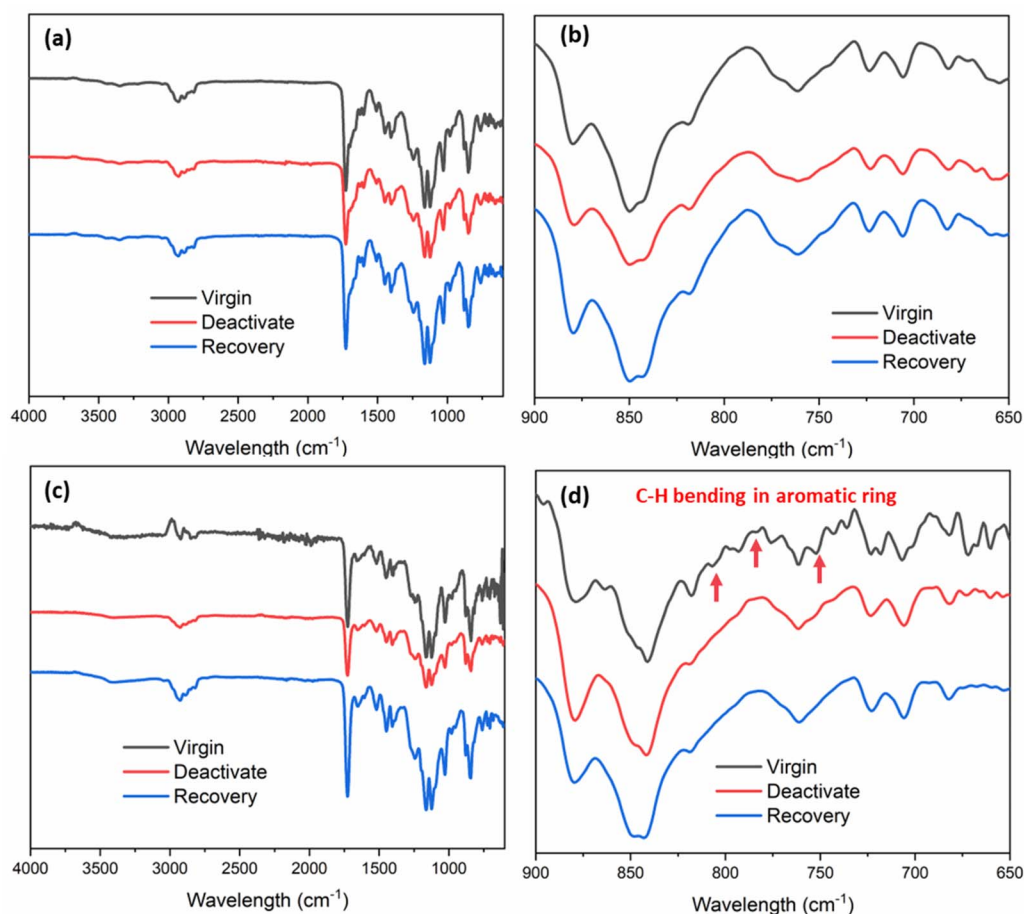 (a)
Virgin
Deactivate
Recovery
4000 3500 3000 2500 2000 1500 1000
Wavelength (cm-1)
(b)
Virgin
Deactivate
Recovery
900 850 800 750 700 650
Wavelength (cm-1)
(c)
Virgin
Deactivate
Recovery
4000 3500 3000 2500 2000 1500 1000
Wavelength (cm-1)
(d)
C-H bending in aromatic ring
Virgin
Deactivate
Recovery
900 850 800 750 700 650
Wavelength (cm-1)